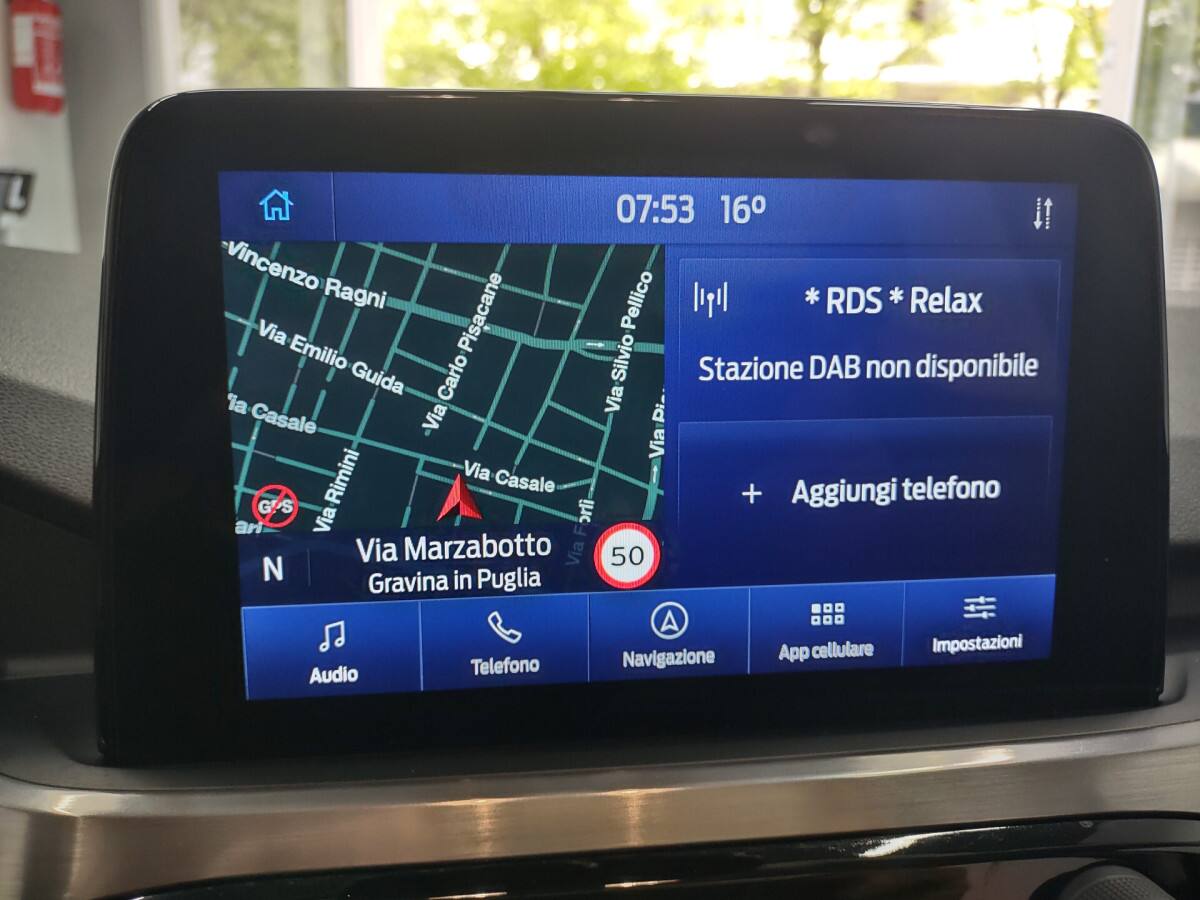 07:53 16º
Vincenzo Ragni
Via Emilio Guida
Via Carlo Pisacane
Via Silvio Pellico
Via Casale
Via Rimini
Via Casale
GPS
N
Via Marzabotto
Gravina in Puglia
50
* RDS * Relax
Stazione DAB non disponibile
+ Aggiungi telefono
Audio
Telefono
Navigazione
App cellulare
Impostazioni